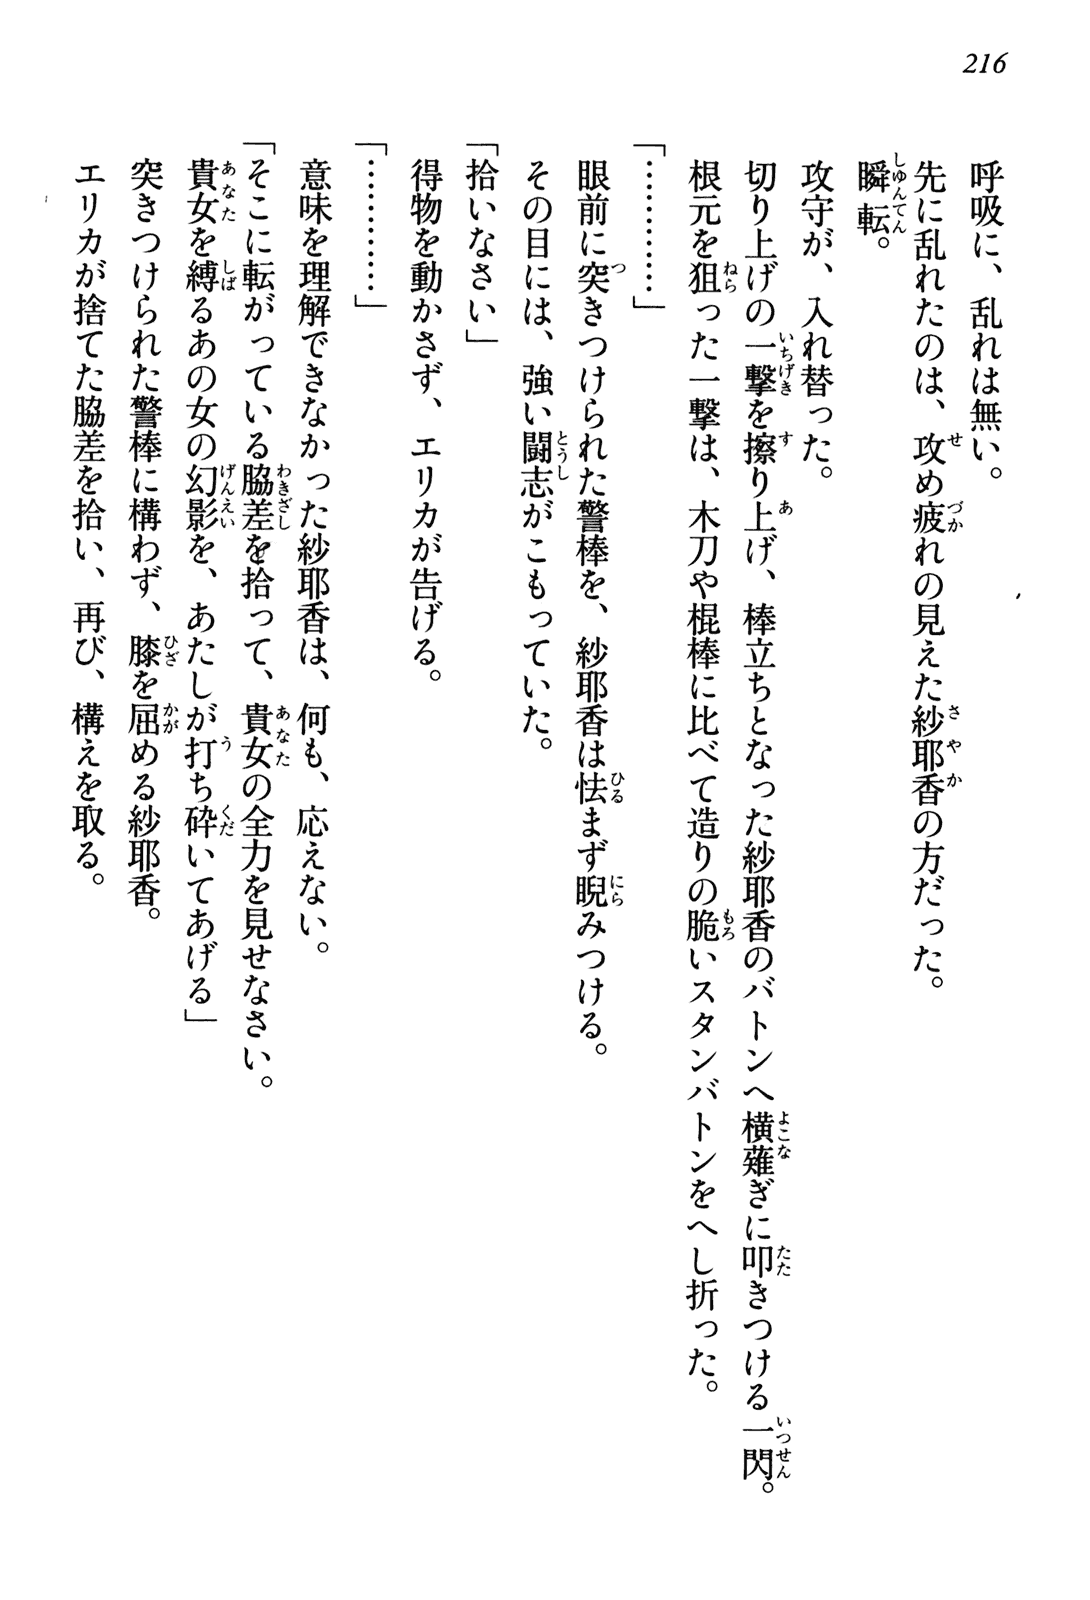 216
呼吸に、乱れは無い。
先に乱れたのは、攻め疲れの見えた紗耶香の方だった。
瞬転。
攻守が、入れ替った。
切り上げの一撃を擦り上げ、棒立ちとなった紗耶香のバトンへ横薙ぎに叩きつける一閃。
根元を狙った一撃は、木刀や棍棒に比べて造りの脆いスタンバトンをへし折った。
「…………」
眼前に突きつけられた警棒を、紗耶香は怯まず睨みつける。
その目には、強い闘志がこもっていた。
「拾いなさい」
得物を動かさず、エリカが告げる。
「…………」
意味を理解できなかった紗耶香は、何も、応えない。
「そこに転がっている脇差を拾って、貴女の全力を見せなさい。
貴女を縛るあの女の幻影を、あたしが打ち砕いてあげる」
突きつけられた警棒に構わず、膝を屈める紗耶香。
エリカが捨てた脇差を拾い、再び、構えを取る。